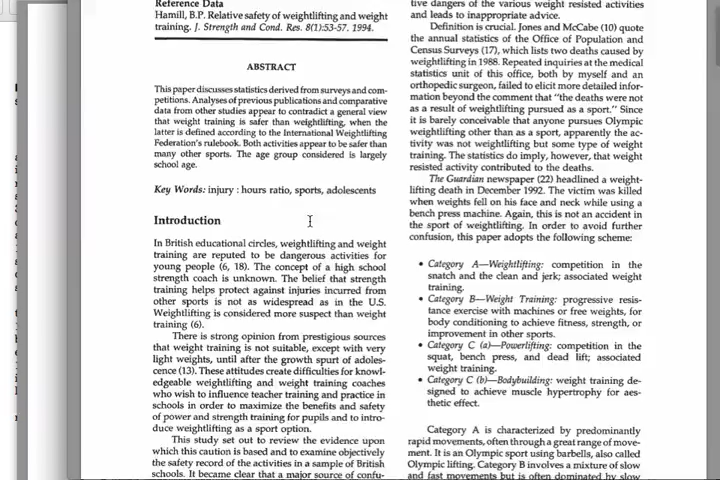 Reference Data
Hamill, B.P. Relative safety of weightlifting and weight
training. J. Strength and Cond. Res. 8(1):53-57. 1994.
ABSTRACT
This paper discusses statistics derived from surveys and com-
petitions. Analyses of previous publications and comparative
data from other studies appear to contradict a general view
that weight training is safer than weightlifting, when the
latter is defined according to the International Weightlifting
Federation's rulebook. Both activities appear to be safer than
many other sports. The age group considered is largely
school age.
Key Words: injury : hours ratio, sports, adolescents
Introduction
In British educational circles, weightlifting and weight
training are reputed to be dangerous activities for
young people (6, 18). The concept of a high school
strength coach is unknown. The belief that strength
training helps protect against injuries incurred from
other sports is not as widespread as in the U.S.
Weightlifting is considered more suspect than weight
training (6).
There is strong opinion from prestigious sources
that weight training is not suitable, except with very
light weights, until after the growth spurt of adoles-
cence (13). These attitudes create difficulties for knowl-
edgeable weightlifting and weight training coaches
who wish to influence teacher training and practice in
schools in order to maximize the benefits and safety
of power and strength training for pupils and to intro-
duce weightlifting as a sport option.
This study set out to review the evidence upon
which this caution is based and to examine objectively
the safety record of the activities in a sample of British
schools. It became clear that a major source of confu-
tive dangers of the various weight resisted activities
and leads to inappropriate advice.
Definition is crucial. Jones and McCabe (10) quote
the annual statistics of the Office of Population and
Census Surveys (17), which lists two deaths caused by
weightlifting in 1988. Repeated inquiries at the medical
statistics unit of this office, both by myself and an
orthopedic surgeon, failed to elicit more detailed infor-
mation beyond the comment that "the deaths were not
as a result of weightlifting pursued as a sport." Since
it is barely conceivable that anyone pursues Olympic
weightlifting other than as a sport, apparently the ac-
tivity was not weightlifting but some type of weight
training. The statistics do imply, however, that weight
resisted activity contributed to the deaths.
The Guardian newspaper (22) headlined a weight-
lifting death in December 1992. The victim was killed
when weights fell on his face and neck while using a
bench press machine. Again, this is not an accident in
the sport of weightlifting. In order to avoid further
confusion, this paper adopts the following scheme:
• Category A—Weightlifting: competition in the
snatch and the clean and jerk; associated weight
training.
• Category B—Weight Training: progressive resis-
tance exercise with machines or free weights, for
body conditioning to achieve fitness, strength, or
improvement in other sports.
• Category C (a)—Powerlifting: competition in the
squat, bench press, and dead lift; associated
weight training.
• Category C (b)—Bodybuilding: weight training de-
signed to achieve muscle hypertrophy for aes-
thetic effect.
Category A is characterized by predominantly
rapid movements, often through a great range of move-
ment. It is an Olympic sport using barbells, also called
Olympic lifting. Category B involves a mixture of slow
and fast movements but is often dominated by slow